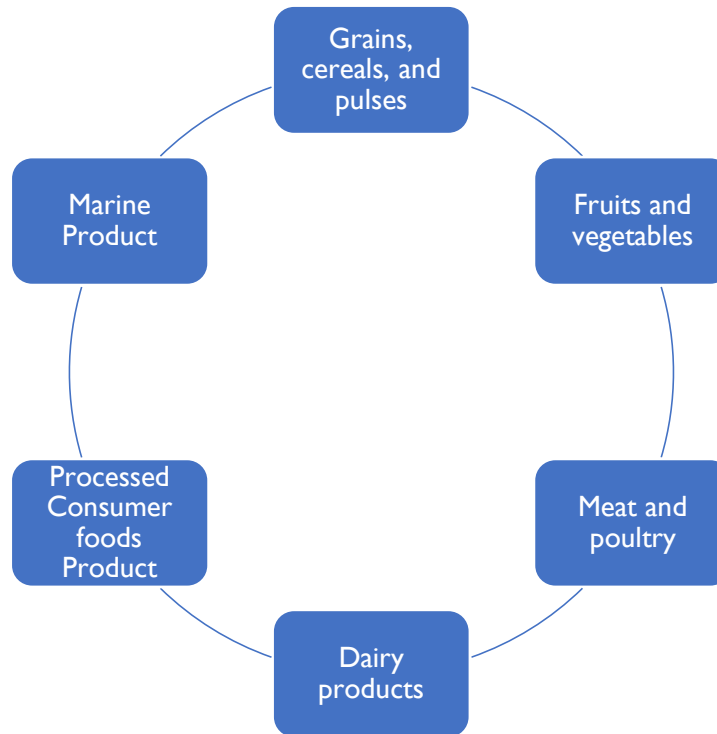 Grains,
cereals, and
pulses
Fruits and
vegetables
Meat and
poultry
Dairy
products
Processed
Consumer
foods
Product
Marine
Product